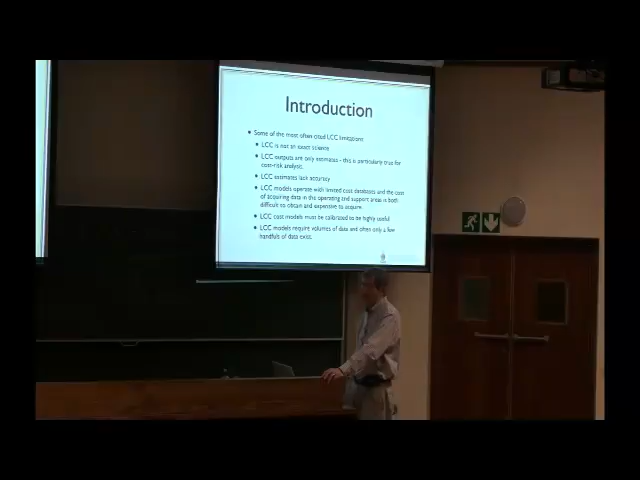 Introduction
Some of the most often cited LCC limitations:
LCC is not an exact science
LCC outputs are only estimates - this is particularly true for
cost-risk analyst.
LCC estimates lack accuracy
LCC models operate with limited cost databases and the cost
of acquiring data in the operating and support areas is both
difficult to obtain and expensive to acquire.
LCC cost models must be calibrated to be highly useful
LCC models require volumes of data and often only a few
handfuls of data exist.